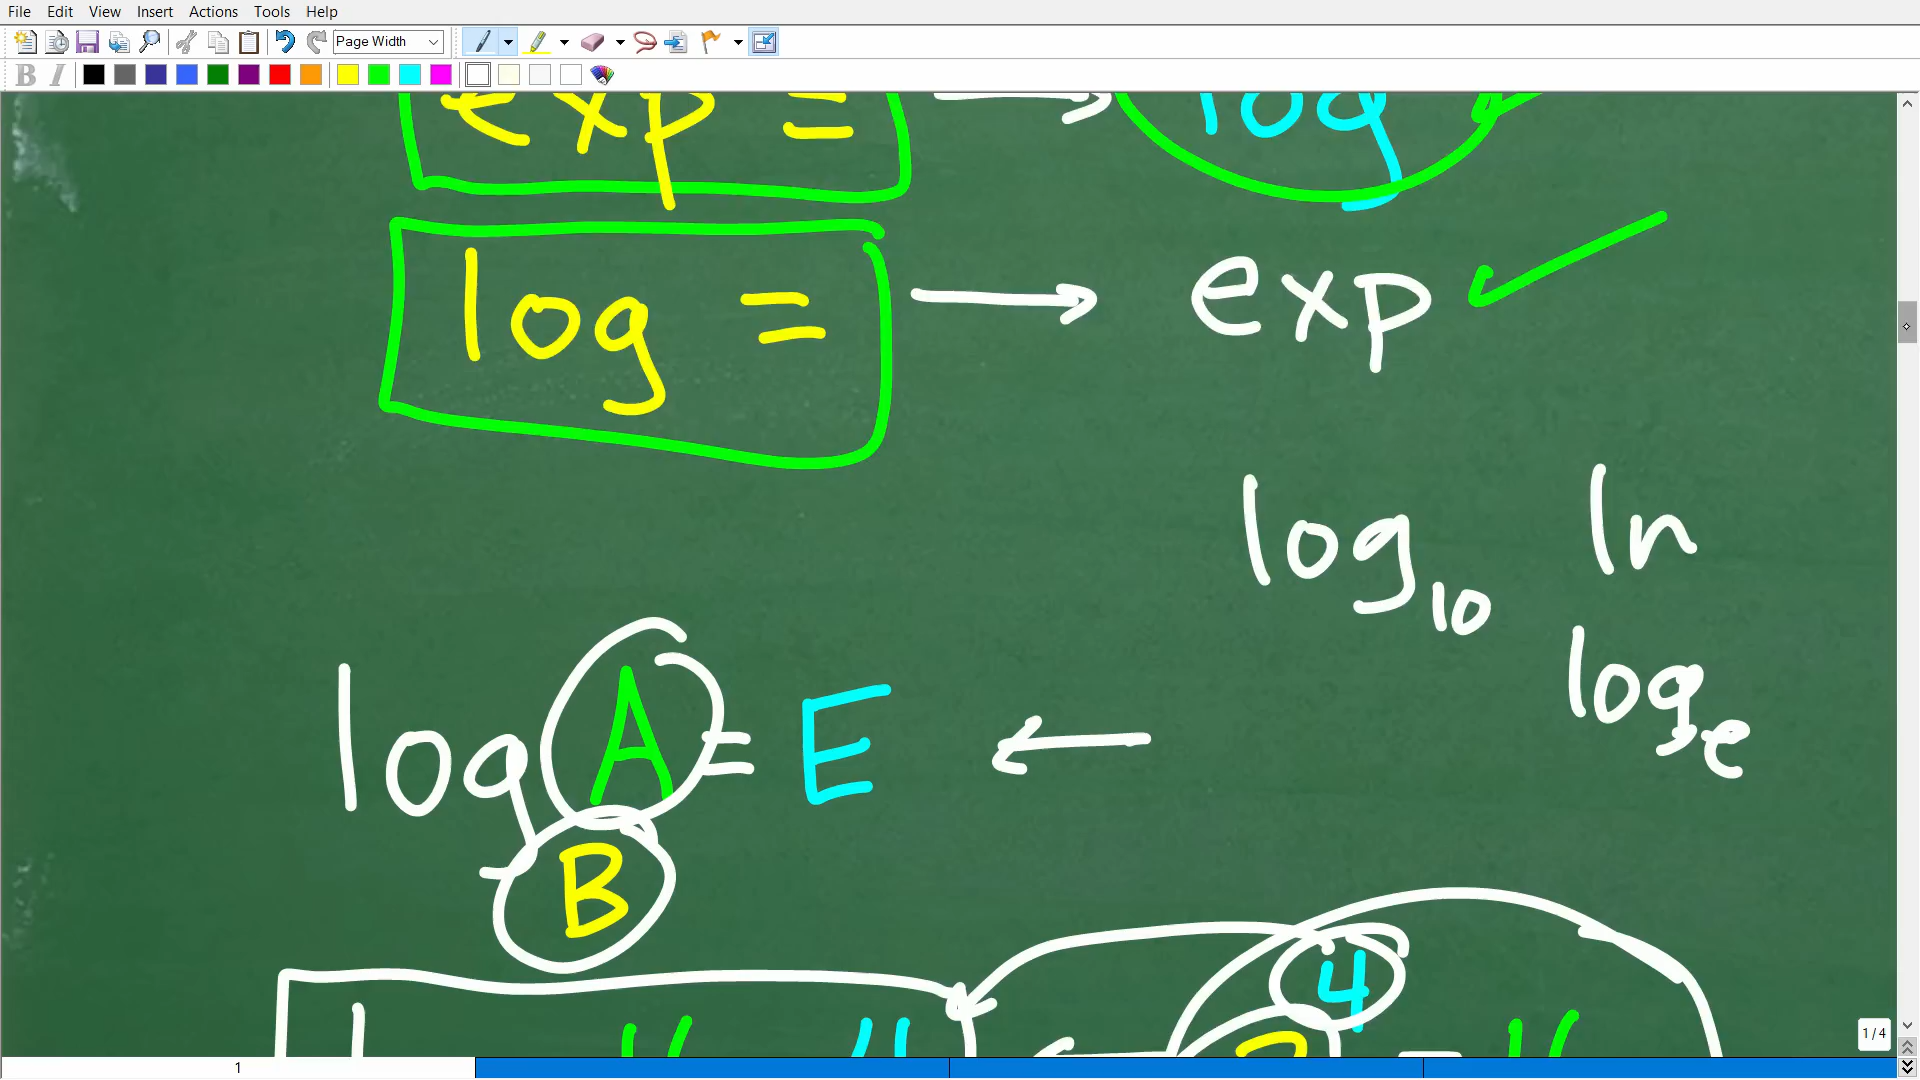 File Edit View Insert Actions Tools Help
Page Width
B I
exp = → log
log = → exp
log₁₀ ln
logₑ
log_B A = E ←
4
1 / 4
1